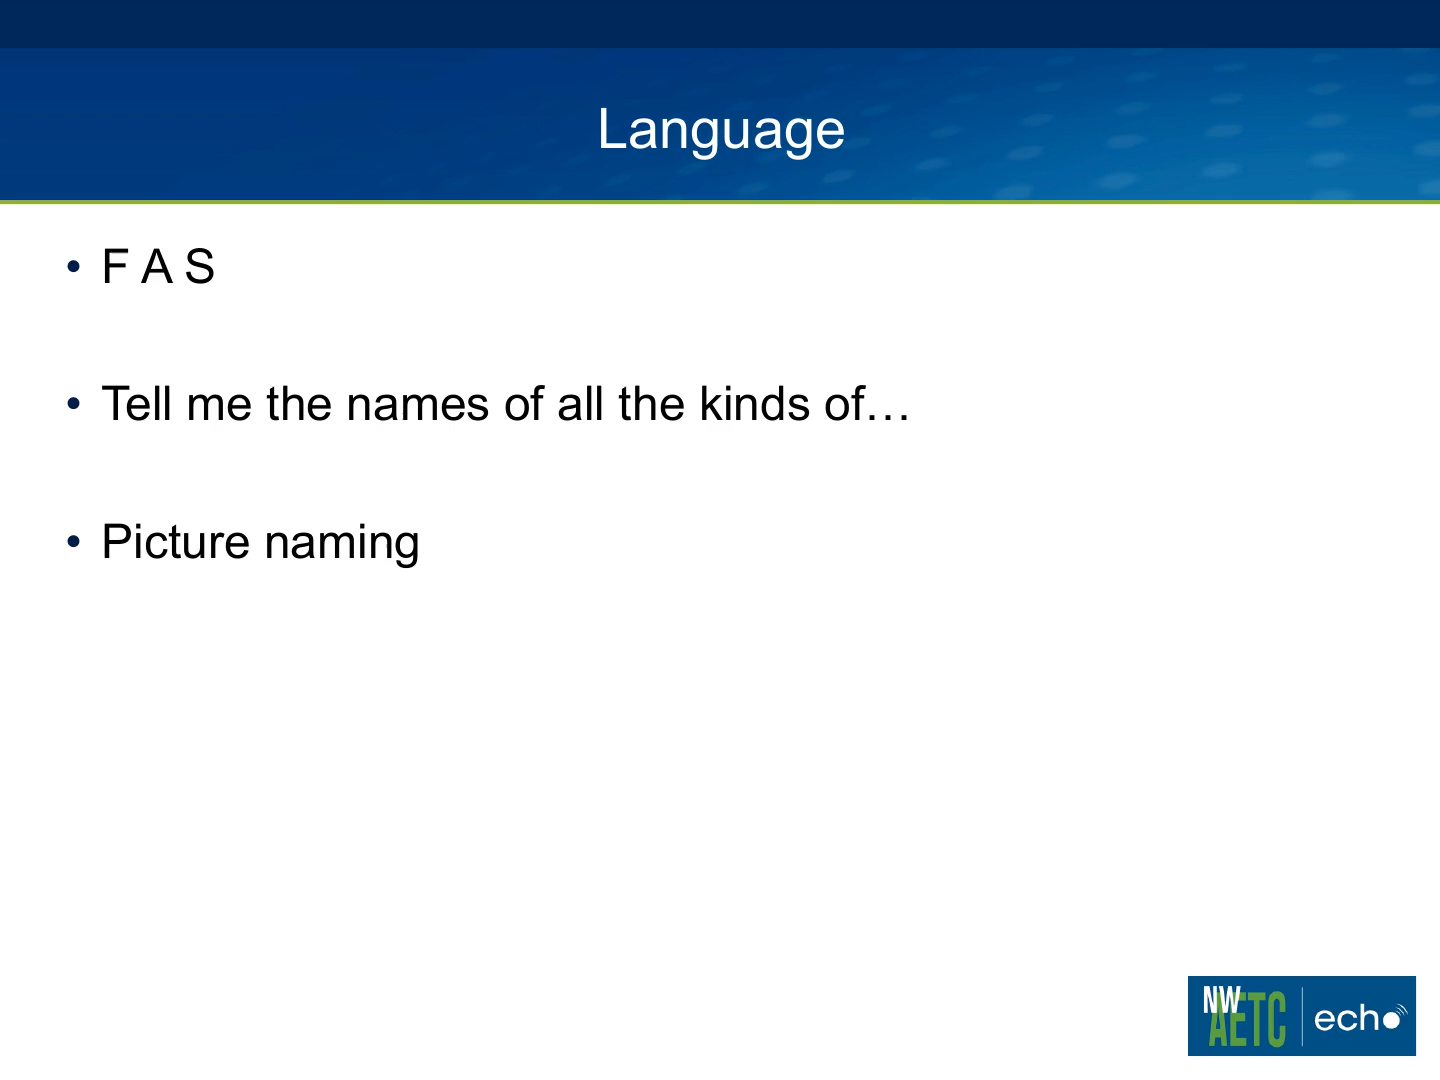 Language
• F A S
• Tell me the names of all the kinds of…
• Picture naming
NW
AETC
echo